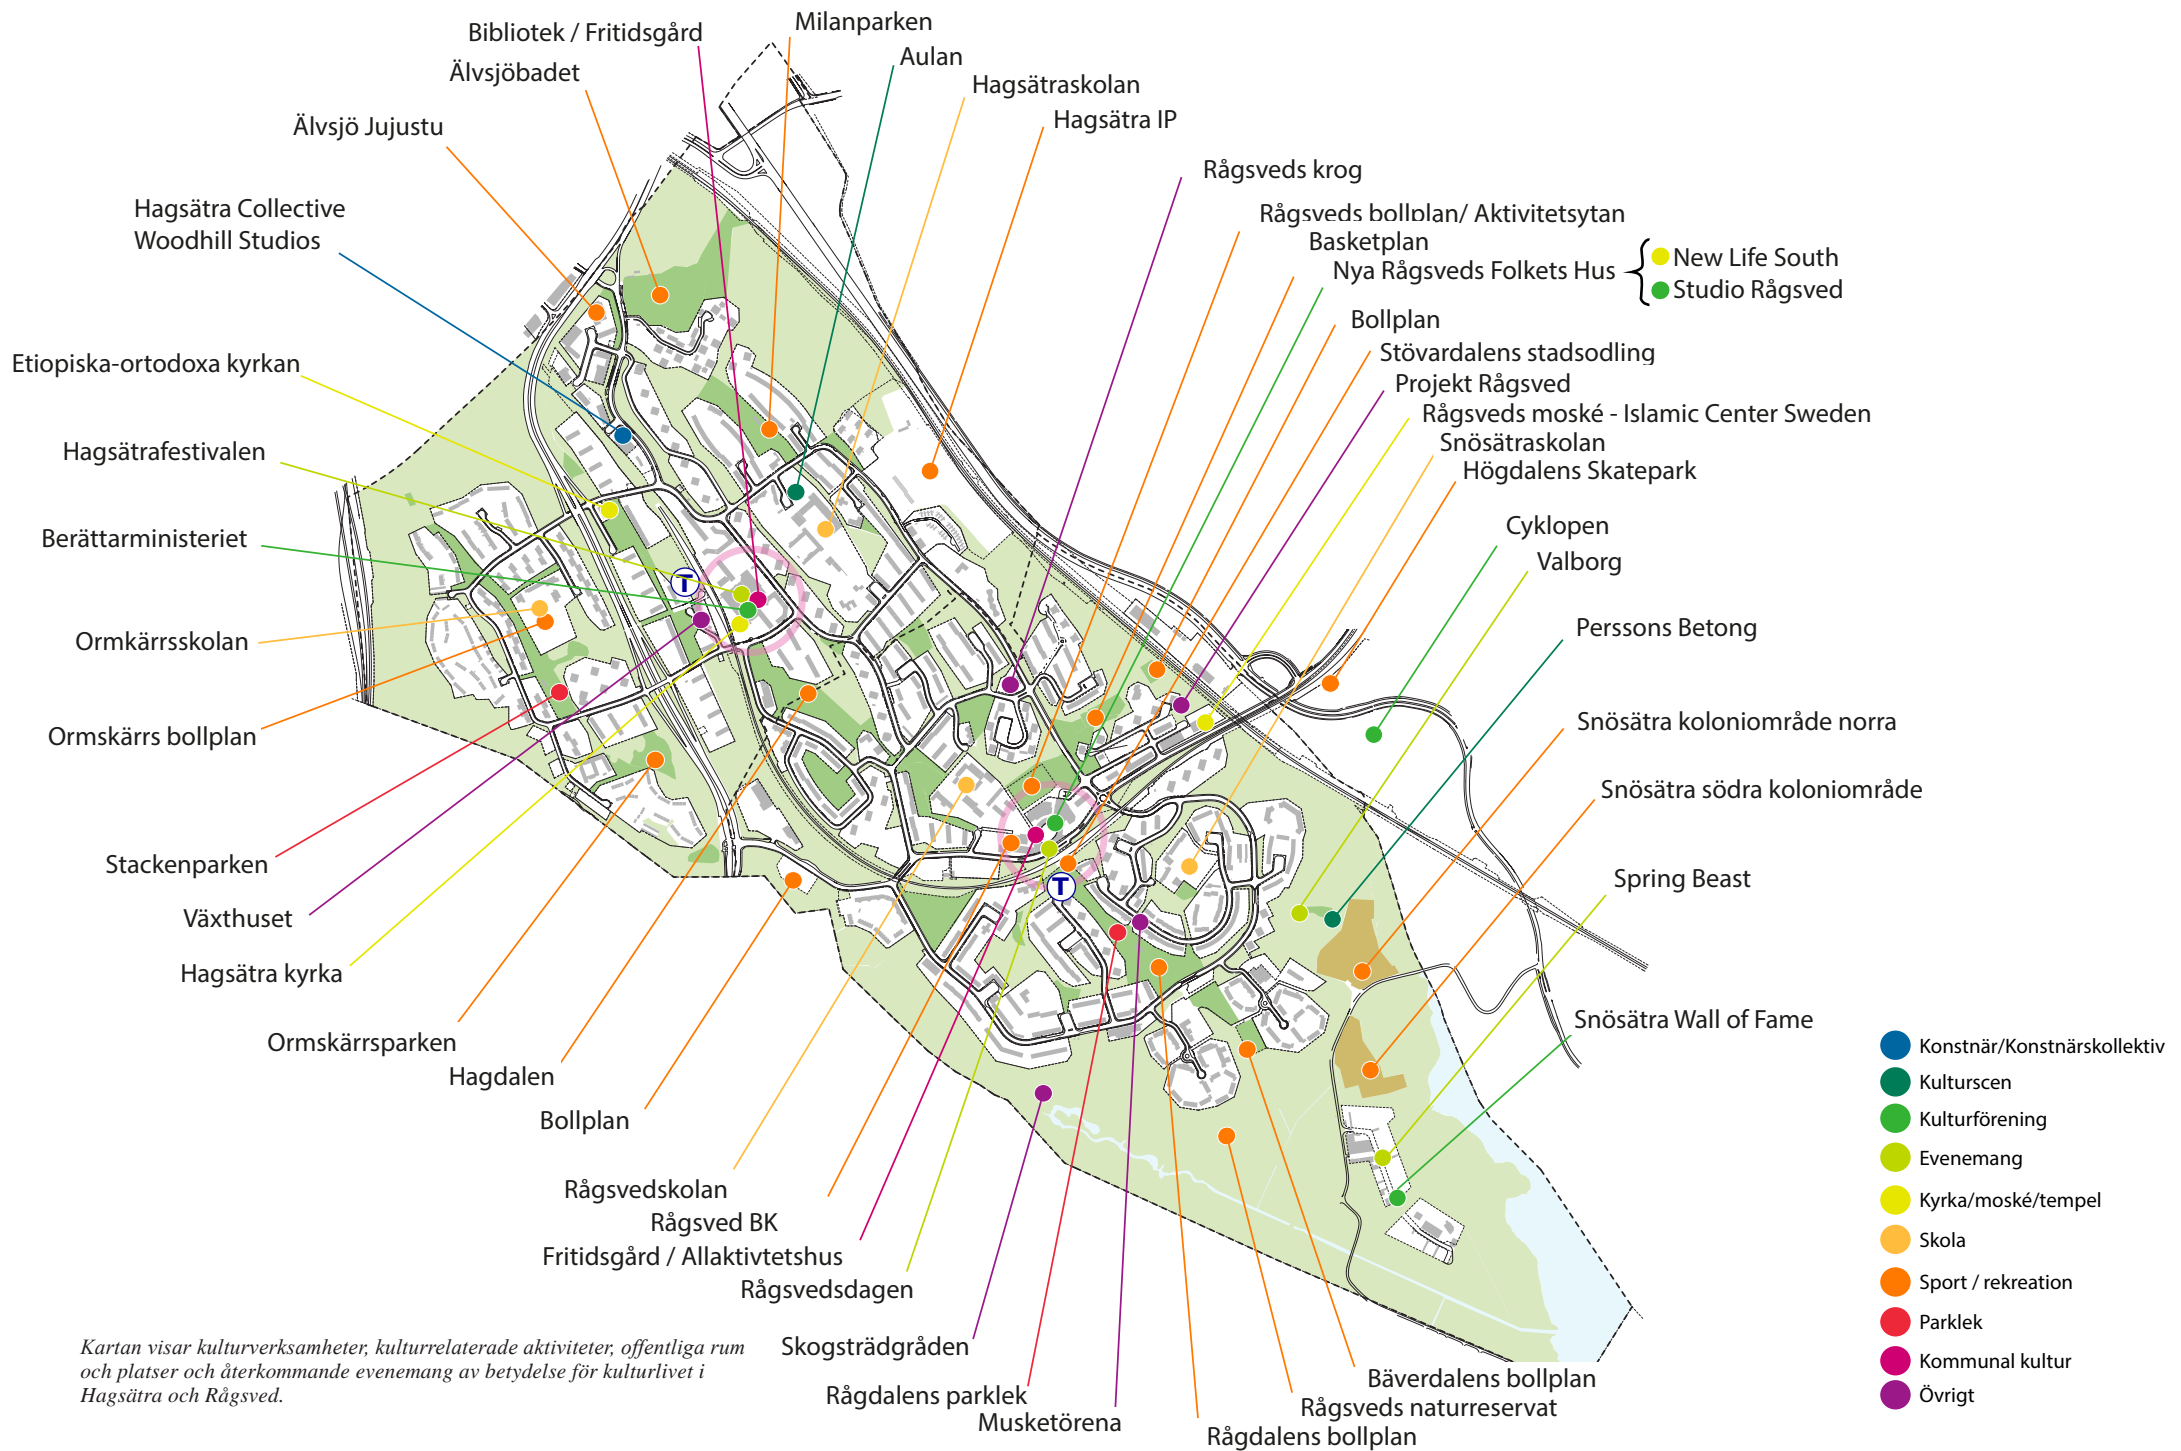 Bibliotek / Fritidsgård
Milanparken
Älvsjöbadet
Aulan
Hagsätraskolan
Älvsjö Jujustu
Hagsätra IP
Rågsveds krog
Hagsätra Collective
Woodhill Studios
Rågsveds bollplan/ Aktivitetsytan
Basketplan
Nya Rågsveds Folkets Hus
New Life South
Studio Rågsved
Bollplan
Stövardalens stadsodling
Projekt Rågsved
Rågsveds moské - Islamic Center Sweden
Snösätraskolan
Högdalens Skatepark
Etiopiska-ortodoxa kyrkan
Hagsätrafestivalen
Berättarministeriet
Ormkärrsskolan
Ormskärrs bollplan
Stackenparken
Växthuset
Hagsätra kyrka
Ormskärrsparken
Hagdalen
Bollplan
Cyklopen
Valborg
Perssons Betong
Snösätra koloniområde norra
Snösätra södra koloniområde
Spring Beast
Snösätra Wall of Fame
T
T
Rågsvedskolan
Rågsved BK
Fritidsgård / Allaktivtetshus
Rågsvedsdagen
Skogsträdgråden
Rågdalens parklek
Musketörena
Bäverdalens bollplan
Rågsveds naturreservat
Rågdalens bollplan
Konstnär/Konstnärskollektiv
Kulturscen
Kulturförening
Evenemang
Kyrka/moské/tempel
Skola
Sport / rekreation
Parklek
Kommunal kultur
Övrigt
Kartan visar kulturverksamheter, kulturrelaterade aktiviteter, offentliga rum
och platser och återkommande evenemang av betydelse för kulturlivet i
Hagsätra och Rågsved.